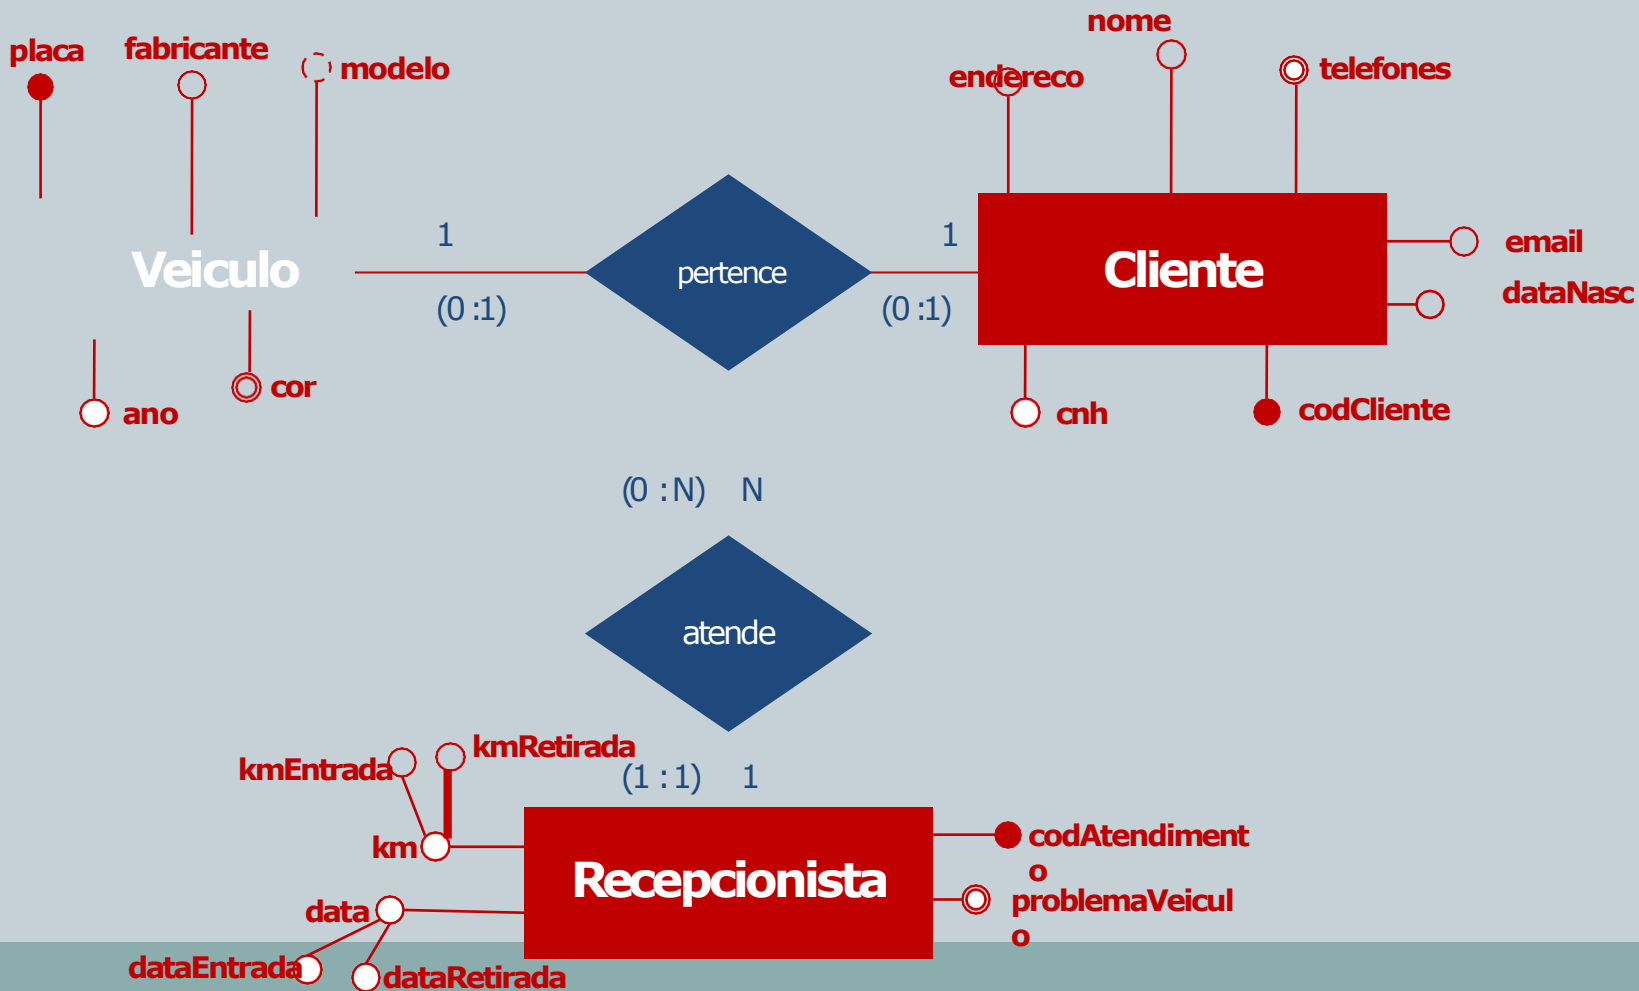 nome
placa
fabricante
modelo
endereco
telefones
1
1
email
Veiculo
pertence
Cliente
dataNasc
(0:1)
(0:1)
cor
ano
cnh
codCliente
(0:N) N
atende
kmEntrada
kmRetirada
(1:1) 1
km
codAtendiment
o
Recepcionista
problemaVeicul
o
data
dataEntrada
dataRetirada